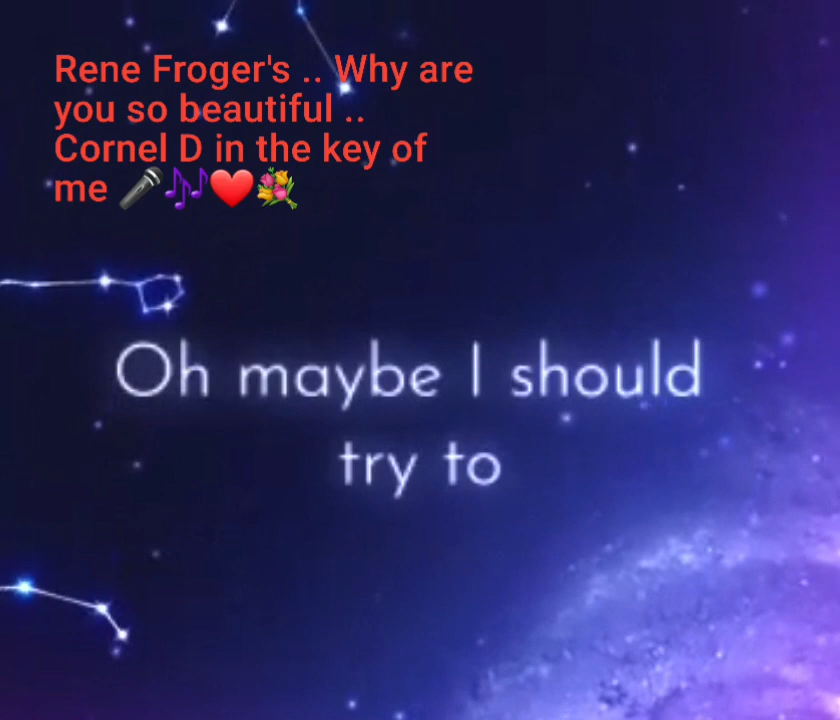 Rene Froger's .. Why are
you so beautiful ..
Cornel D in the key of
me 🎤🎶❤️💐
Oh maybe I should
try to